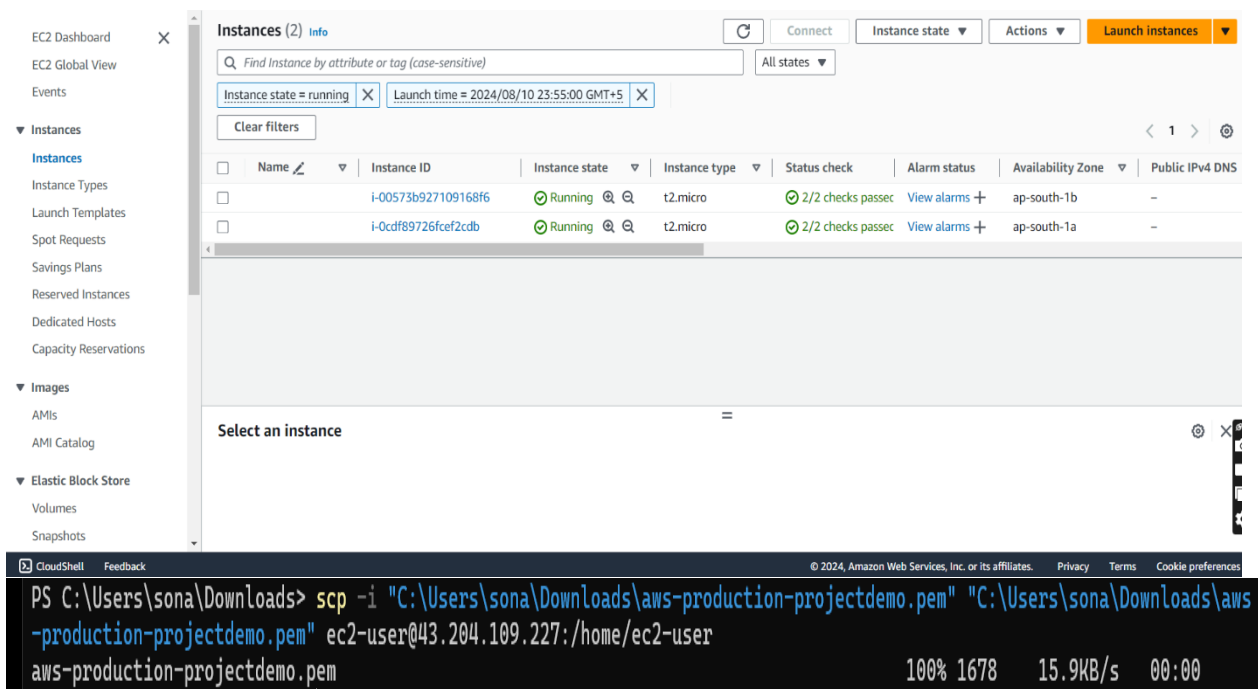 EC2 Dashboard
EC2 Global View
Events
Instances
Instances
Instance Types
Launch Templates
Spot Requests
Savings Plans
Reserved Instances
Dedicated Hosts
Capacity Reservations
Images
AMIs
AMI Catalog
Elastic Block Store
Volumes
Snapshots
Instances (2) Info
Connect Instance state Actions Launch instances
Find Instance by attribute or tag (case-sensitive) All states
Instance state = running Launch time = 2024/08/10 23:55:00 GMT+5
Clear filters 1
Name Instance ID Instance state Instance type Status check Alarm status Availability Zone Public IPv4 DNS
i-00573b927109168f6 Running t2.micro 2/2 checks passec View alarms + ap-south-1b –
i-0cdf89726fcef2cdb Running t2.micro 2/2 checks passec View alarms + ap-south-1a –
Select an instance
CloudShell Feedback © 2024, Amazon Web Services, Inc. or its affiliates. Privacy Terms Cookie preferences
PS C:\Users\sona\Downloads> scp -i "C:\Users\sona\Downloads\aws-production-projectdemo.pem" "C:\Users\sona\Downloads\aws
-production-projectdemo.pem" ec2-user@43.204.109.227:/home/ec2-user
aws-production-projectdemo.pem 100% 1678 15.9KB/s 00:00